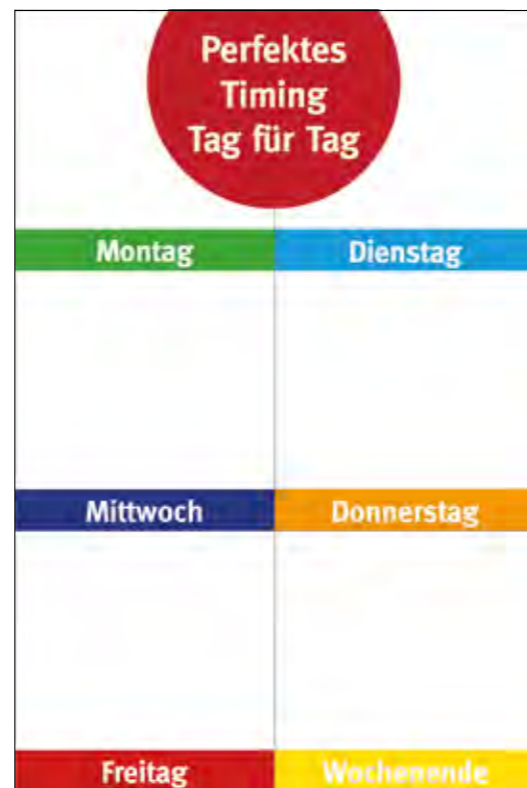 Perfektes
Timing
Tag für Tag
Montag
Dienstag
Mittwoch
Donnerstag
Freitag
Wochenende